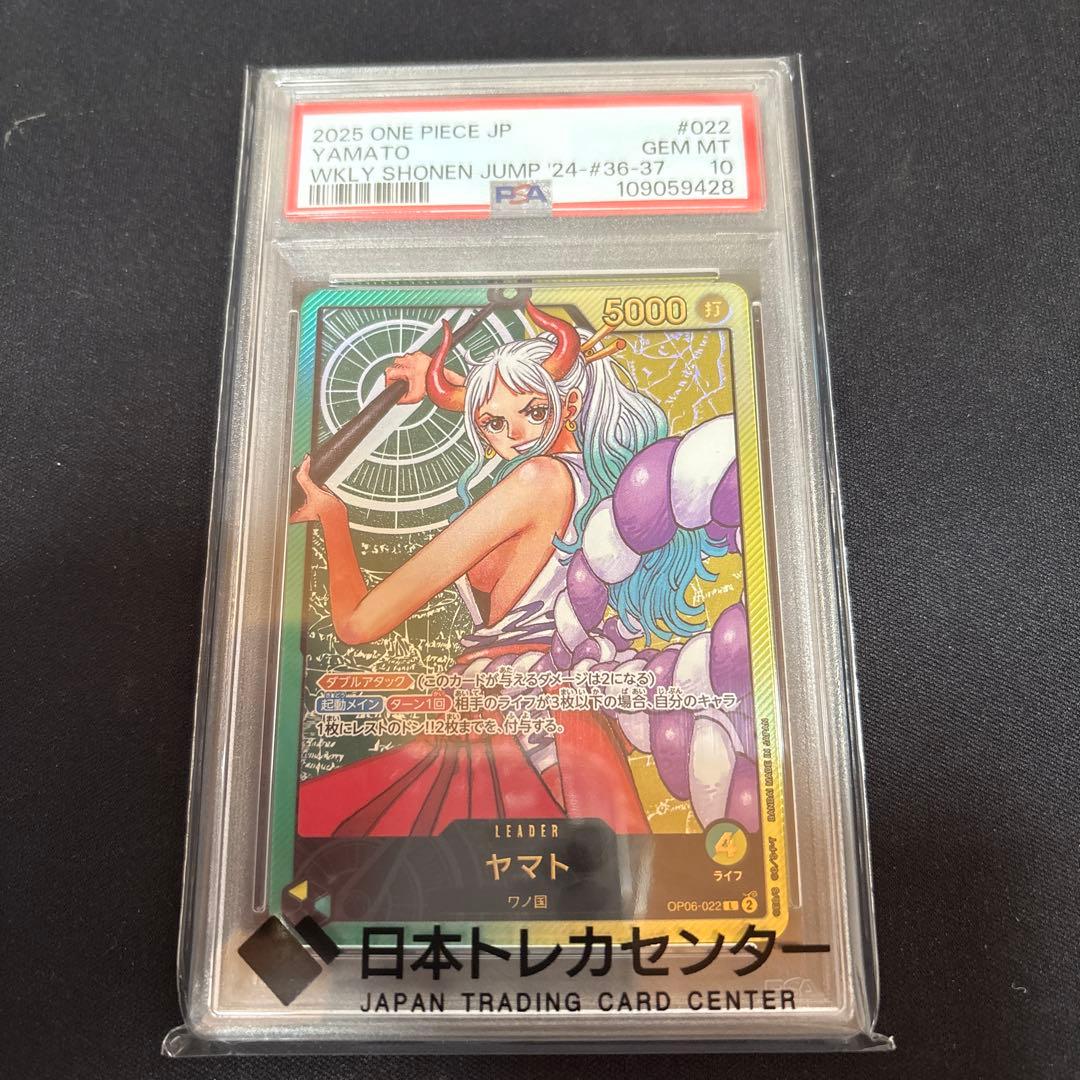 2025 ONE PIECE JP #022
YAMATO GEM MT
WKLY SHONEN JUMP '24-#36-37 10
PSA 109059428
5000 打
ダブルアタック (このカードが与えるダメージは2になる)
起動メイン ターン1回 相手のライフが3枚以下の場合、自分のキャラ
1枚にレストのドン!!2枚までを、付与する。
BANDAI MADE IN JAPAN
LEADER
ヤマト
4
ライフ
ワノ国
OP06-022 L 2
日本トレカセンター
JAPAN TRADING CARD CENTER